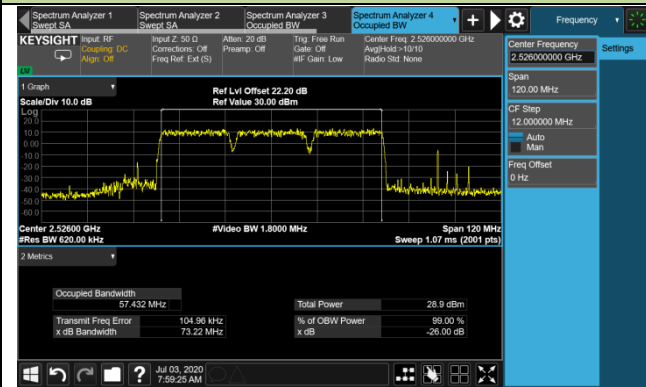 Spectrum Analyzer 1
Swept SA
Spectrum Analyzer 2
Swept SA
Spectrum Analyzer 3
Occupied BW
Spectrum Analyzer 4
Occupied BW
Frequency
KEYSIGHT
Input: RF
Coupling: DC
Align: Off
Input Z: 50 Ω
Corrections: Off
Freq Ref: Ext (S)
Atten: 20 dB
Preamp: Off
Trig: Free Run
Gate: Off
#IF Gain: Low
Center Freq: 2.526000000 GHz
Avg|Hold:>10/10
Radio Std: None
LV
Center Frequency
2.526000000 GHz
Settings
Span
120.00 MHz
CF Step
12.000000 MHz
Auto
Man
Freq Offset
0 Hz
1 Graph
Scale/Div 10.0 dB
Ref Lvl Offset 22.20 dB
Ref Value 30.00 dBm
Log
20.0
10.0
0.00
-10.0
-20.0
-30.0
-40.0
-50.0
-60.0
Center 2.52600 GHz
#Res BW 620.00 kHz
#Video BW 1.8000 MHz
Span 120 MHz
Sweep 1.07 ms (2001 pts)
2 Metrics
Occupied Bandwidth
57.432 MHz
Total Power
28.9 dBm
Transmit Freq Error
104.96 kHz
% of OBW Power
99.00 %
x dB Bandwidth
73.22 MHz
x dB
-26.00 dB
Jul 03, 2020
7:59:25 AM